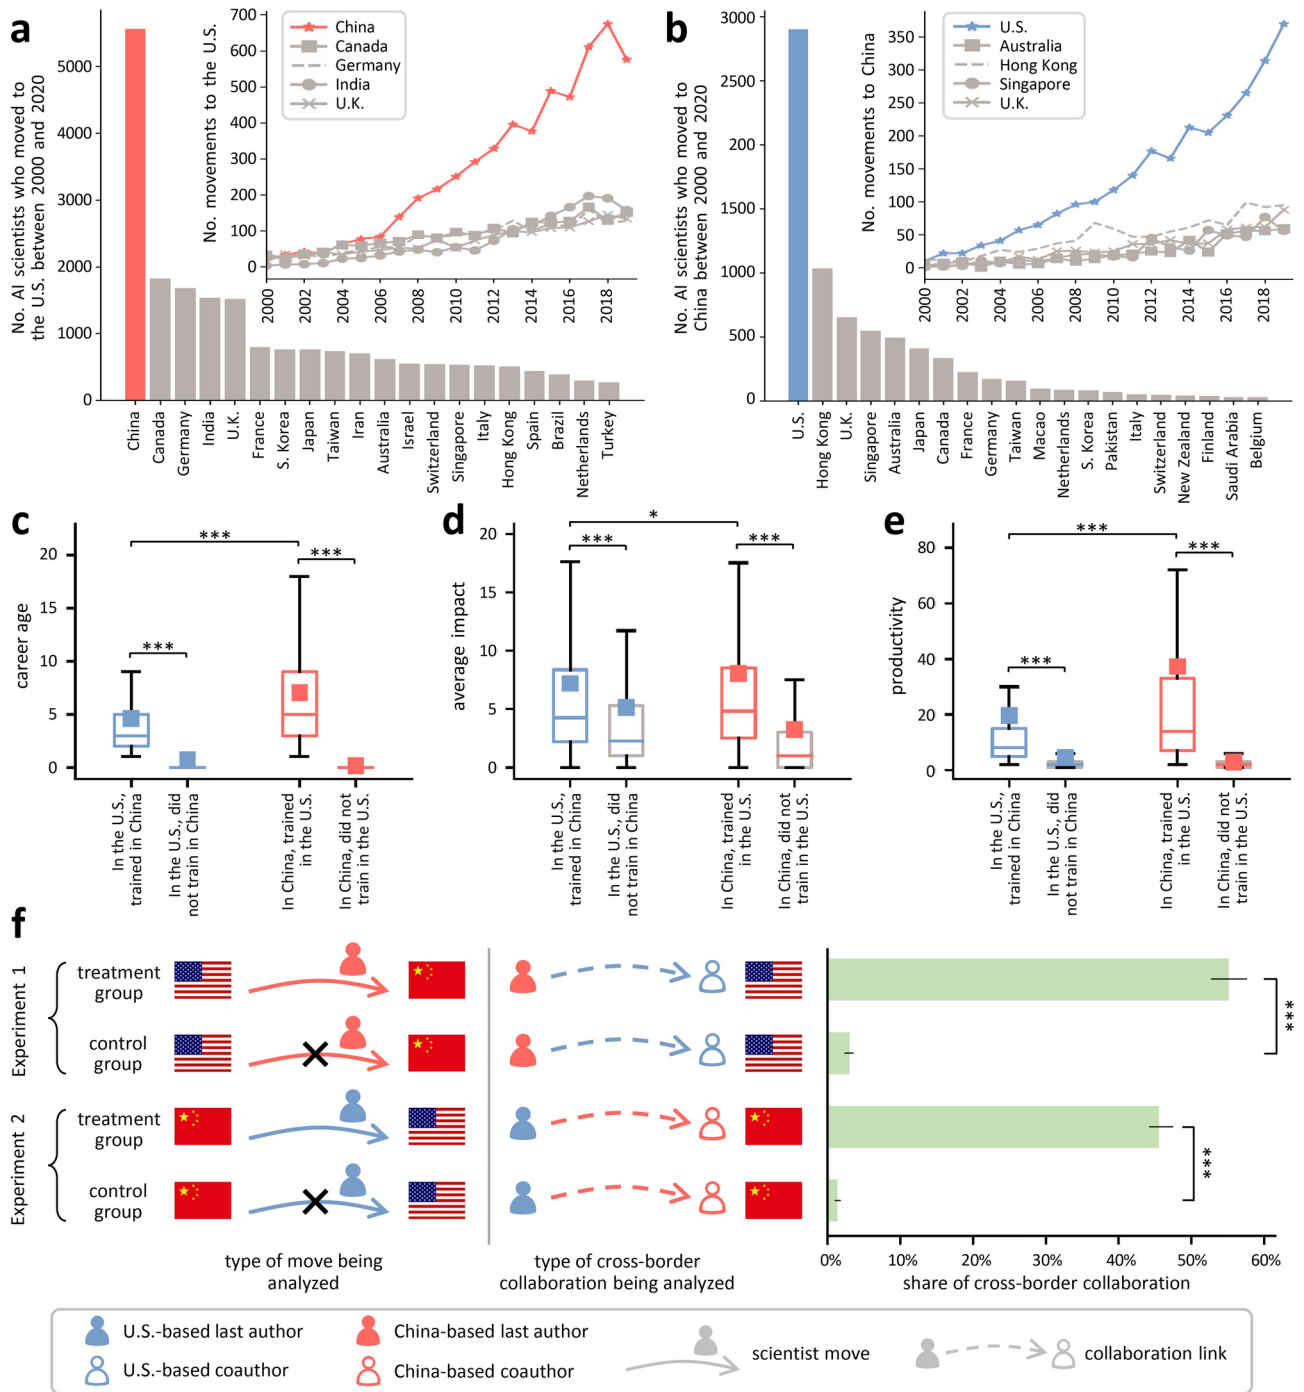 a
No. AI scientists who moved to
the U.S. between 2000 and 2020
0
1000
2000
3000
4000
5000
China
Canada
Germany
India
U.K.
France
S. Korea
Japan
Taiwan
Iran
Australia
Israel
Switzerland
Singapore
Italy
Hong Kong
Spain
Brazil
Netherlands
Turkey
No. movements to the U.S.
700
600
500
400
300
200
100
0
China
Canada
Germany
India
U.K.
2000
2002
2004
2006
2008
2010
2012
2014
2016
2018
b
No. AI scientists who moved to
China between 2000 and 2020
3000
2500
2000
1500
1000
500
0
U.S.
Hong Kong
U.K.
Singapore
Australia
Japan
Canada
France
Germany
Taiwan
Macao
Netherlands
S. Korea
Pakistan
Italy
Switzerland
New Zealand
Finland
Saudi Arabia
Belgium
No. movements to China
350
300
250
200
150
100
50
0
U.S.
Australia
Hong Kong
Singapore
U.K.
2000
2002
2004
2006
2008
2010
2012
2014
2016
2018
c
career age
20
15
10
5
0
***
***
***
In the U.S.,
trained in China
In the U.S., did
not train in China
In China, trained
in the U.S.
In China, did not
train in the U.S.
d
average impact
20
15
10
5
0
*
***
***
In the U.S.,
trained in China
In the U.S., did
not train in China
In China, trained
in the U.S.
In China, did not
train in the U.S.
e
productivity
80
60
40
20
0
***
***
***
In the U.S.,
trained in China
In the U.S., did
not train in China
In China, trained
in the U.S.
In China, did not
train in the U.S.
f
Experiment 1
treatment
group
control
group
***
Experiment 2
treatment
group
control
group
***
type of move being
analyzed
type of cross-border
collaboration being analyzed
0%
10%
20%
30%
40%
50%
60%
share of cross-border collaboration
U.S.-based last author
China-based last author
scientist move
collaboration link
U.S.-based coauthor
China-based coauthor